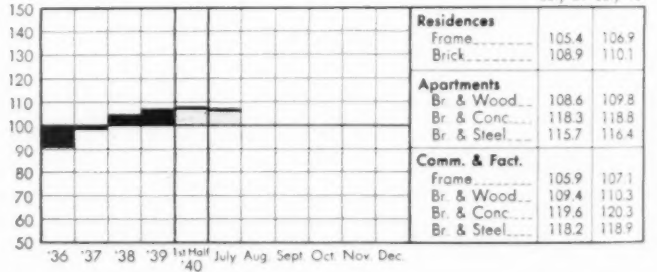 150
140
130
120
110
100
90
80
70
60
50
'36 '37 '38 '39 1st Half '40 July Aug. Sept. Oct. Nov. Dec.
Residences
Frame 105.4 106.9
Brick 108.9 110.1
Apartments
Br. & Wood 108.6 109.8
Br. & Conc. 118.3 118.8
Br. & Steel 115.7 116.4
Comm. & Fact.
Frame 105.9 107.1
Br. & Wood 109.4 110.3
Br. & Conc. 119.6 120.3
Br. & Steel 118.2 118.9